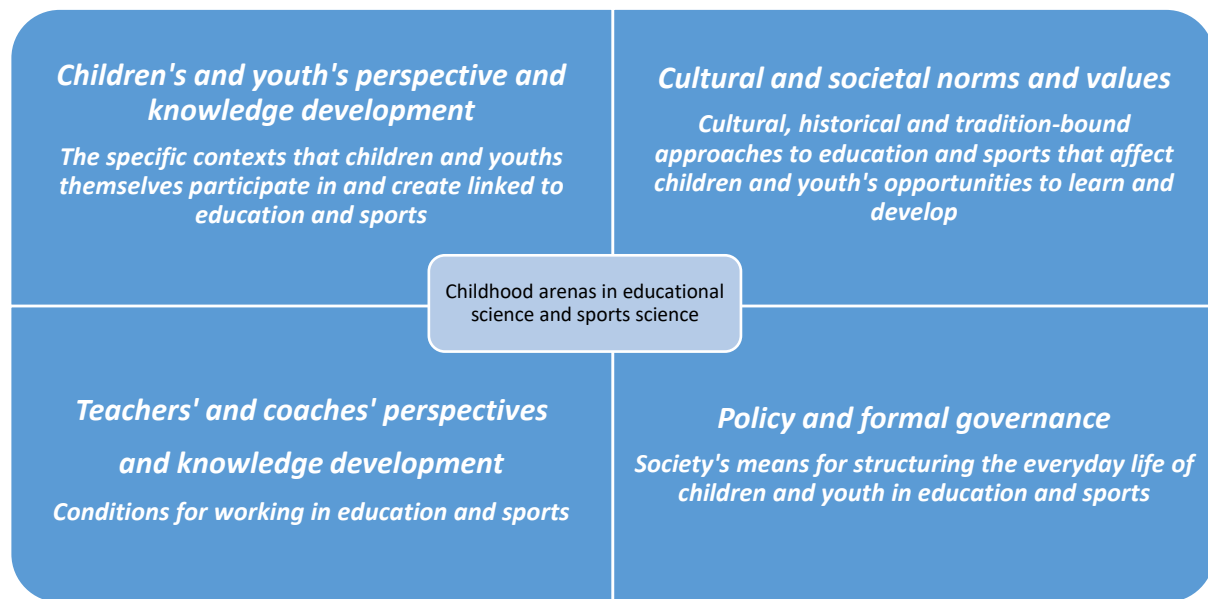 Children's and youth's perspective and
knowledge development
The specific contexts that children and youths
themselves participate in and create linked to
education and sports
Cultural and societal norms and values
Cultural, historical and tradition-bound
approaches to education and sports that affect
children and youth's opportunities to learn and
develop
Childhood arenas in educational
science and sports science
Teachers' and coaches' perspectives
and knowledge development
Conditions for working in education and sports
Policy and formal governance
Society's means for structuring the everyday life of
children and youth in education and sports